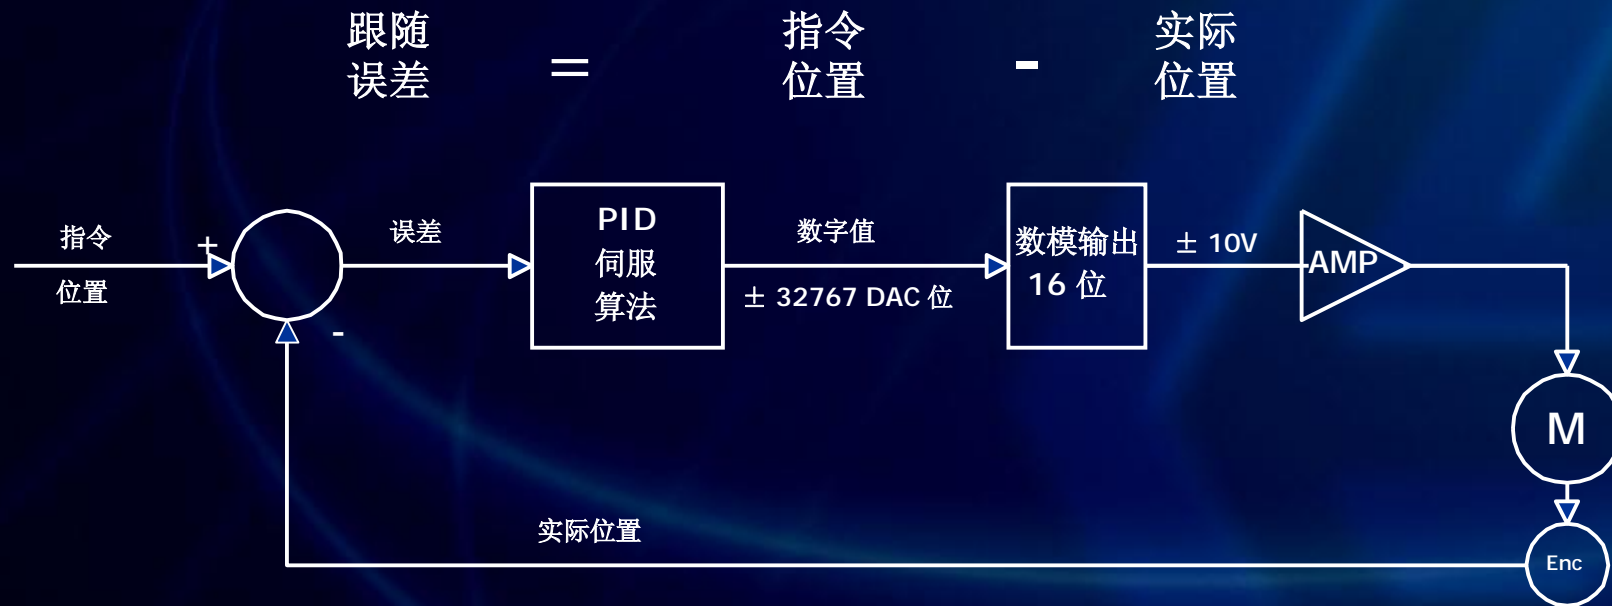 跟随
误差
=
指令
位置
-
实际
位置
指令
位置
+
-
误差
PID
伺服
算法
数字值
± 32767 DAC 位
数模输出
16 位
± 10V
AMP
M
Enc
实际位置